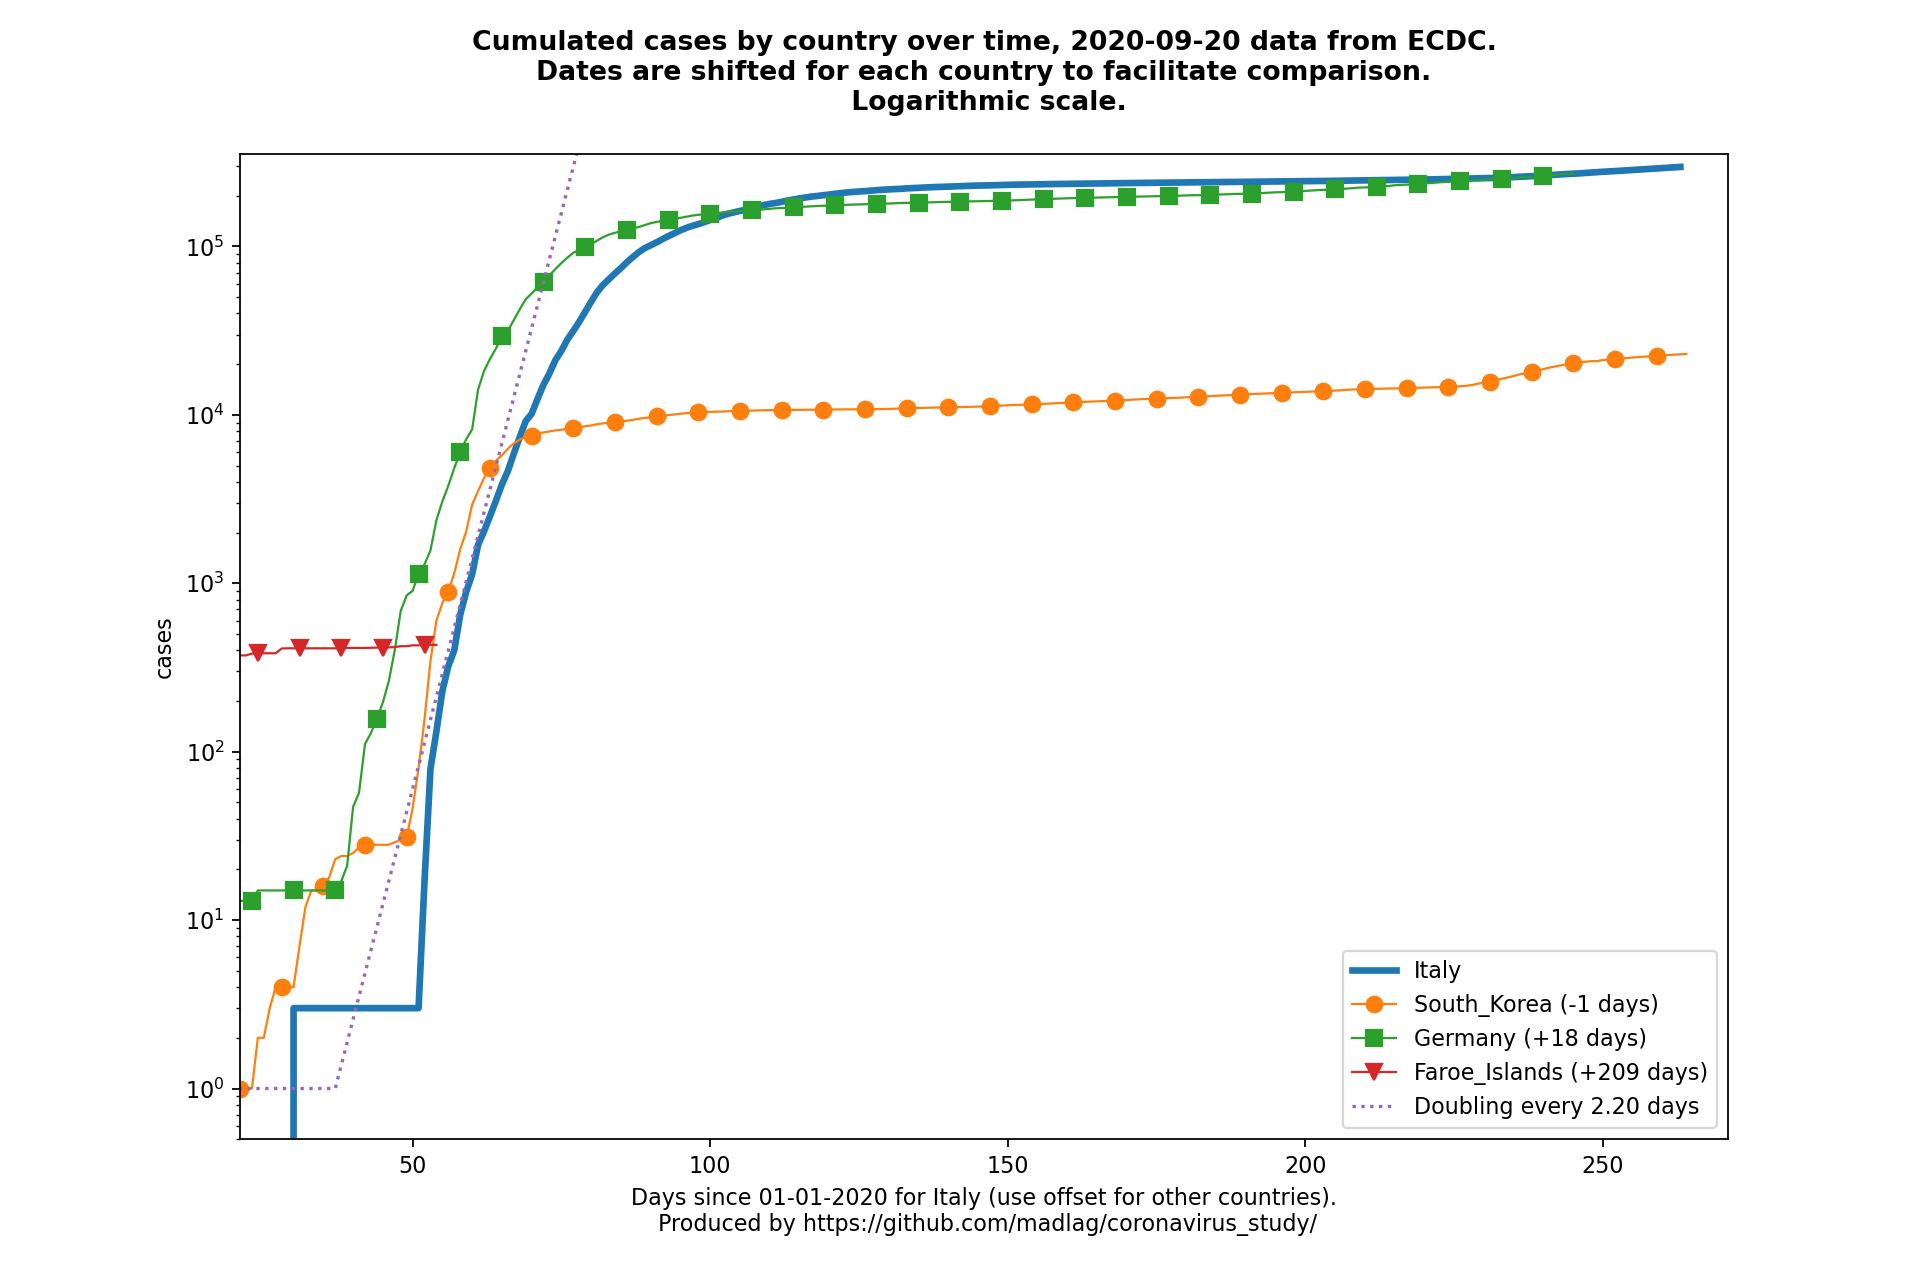 Cumulated cases by country over time, 2020-09-20 data from ECDC.
Dates are shifted for each country to facilitate comparison.
Logarithmic scale.
10^5
10^4
10^3
10^2
10^1
10^0
cases
Italy
South_Korea (-1 days)
Germany (+18 days)
Faroe_Islands (+209 days)
Doubling every 2.20 days
50 100 150 200 250
Days since 01-01-2020 for Italy (use offset for other countries).
Produced by https://github.com/madlag/coronavirus_study/